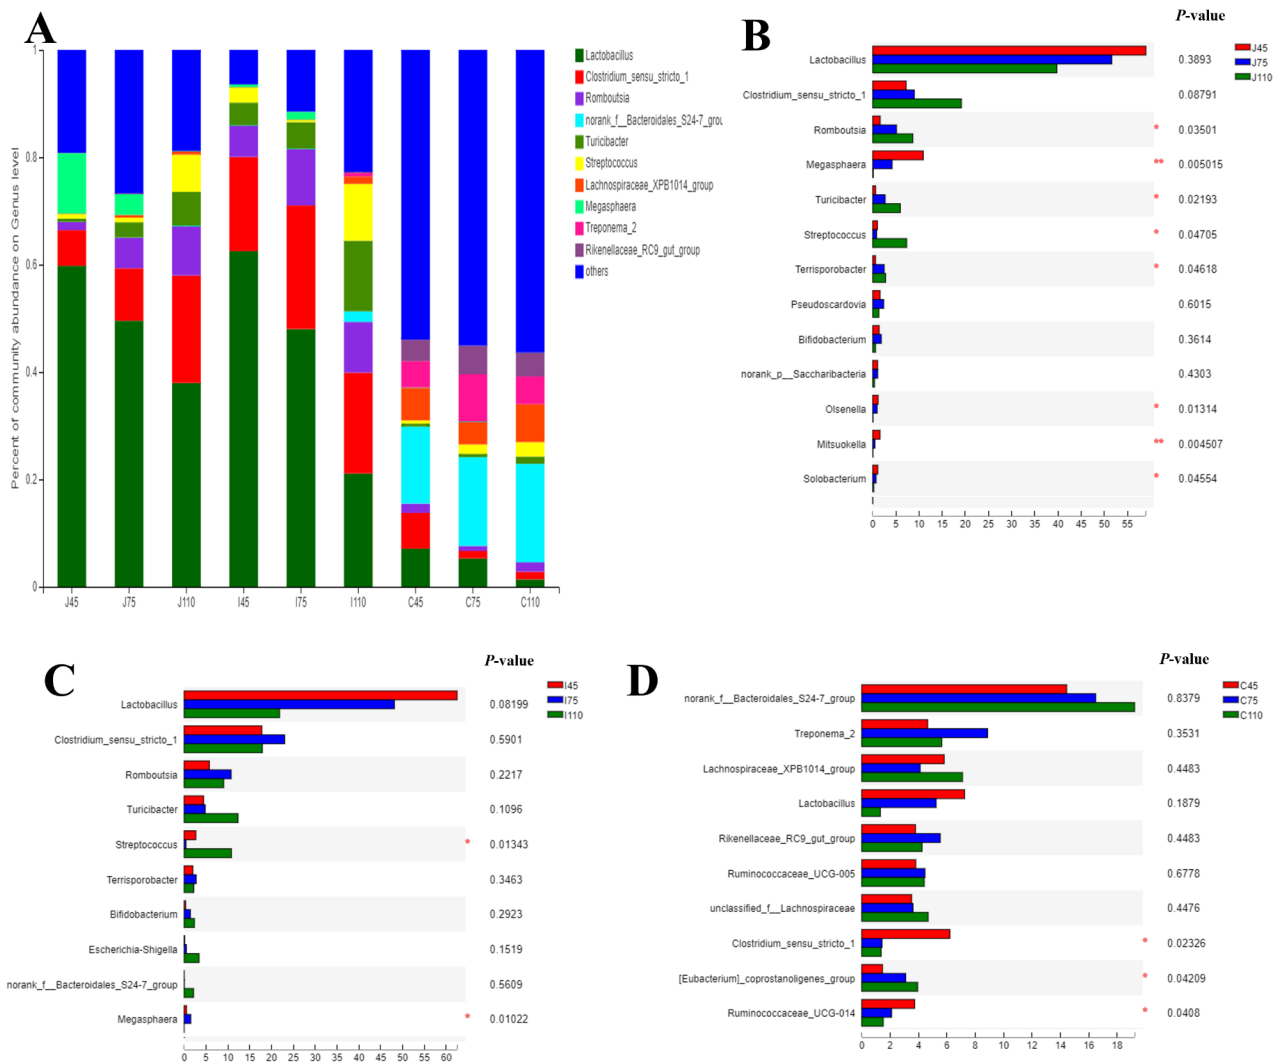 A
Percent of community abundance on Genus level
1
0.8
0.6
0.4
0.2
0
J45 J75 J110 I45 I75 I110 C45 C75 C110
Lactobacillus
Clostridium_sensu_stricto_1
Romboutsia
norank_f__Bacteroidales_S24-7_grou
Turicibacter
Streptococcus
Lachnospiraceae_XPB1014_group
Megasphaera
Treponema_2
Rikenellaceae_RC9_gut_group
others
B
P-value
J45
J75
J110
Lactobacillus 0.3893
Clostridium_sensu_stricto_1 0.08791
Romboutsia * 0.03501
Megasphaera ** 0.005015
Turicibacter * 0.02193
Streptococcus * 0.04705
Terrisporobacter * 0.04618
Pseudoscardovia 0.6015
Bifidobacterium 0.3614
norank_p__Saccharibacteria 0.4303
Olsenella * 0.01314
Mitsuokella ** 0.004507
Solobacterium * 0.04554
0 5 10 15 20 25 30 35 40 45 50 55
C
P-value
I45
I75
I110
Lactobacillus 0.08199
Clostridium_sensu_stricto_1 0.5901
Romboutsia 0.2217
Turicibacter 0.1096
Streptococcus * 0.01343
Terrisporobacter 0.3463
Bifidobacterium 0.2923
Escherichia-Shigella 0.1519
norank_f__Bacteroidales_S24-7_group 0.5609
Megasphaera * 0.01022
0 5 10 15 20 25 30 35 40 45 50 55 60
D
P-value
C45
C75
C110
norank_f__Bacteroidales_S24-7_group 0.8379
Treponema_2 0.3531
Lachnospiraceae_XPB1014_group 0.4483
Lactobacillus 0.1879
Rikenellaceae_RC9_gut_group 0.4483
Ruminococcaceae_UCG-005 0.6778
unclassified_f__Lachnospiraceae 0.4476
Clostridium_sensu_stricto_1 * 0.02326
[Eubacterium]_coprostanoligenes_group * 0.04209
Ruminococcaceae_UCG-014 * 0.0408
0 2 4 6 8 10 12 14 16 18